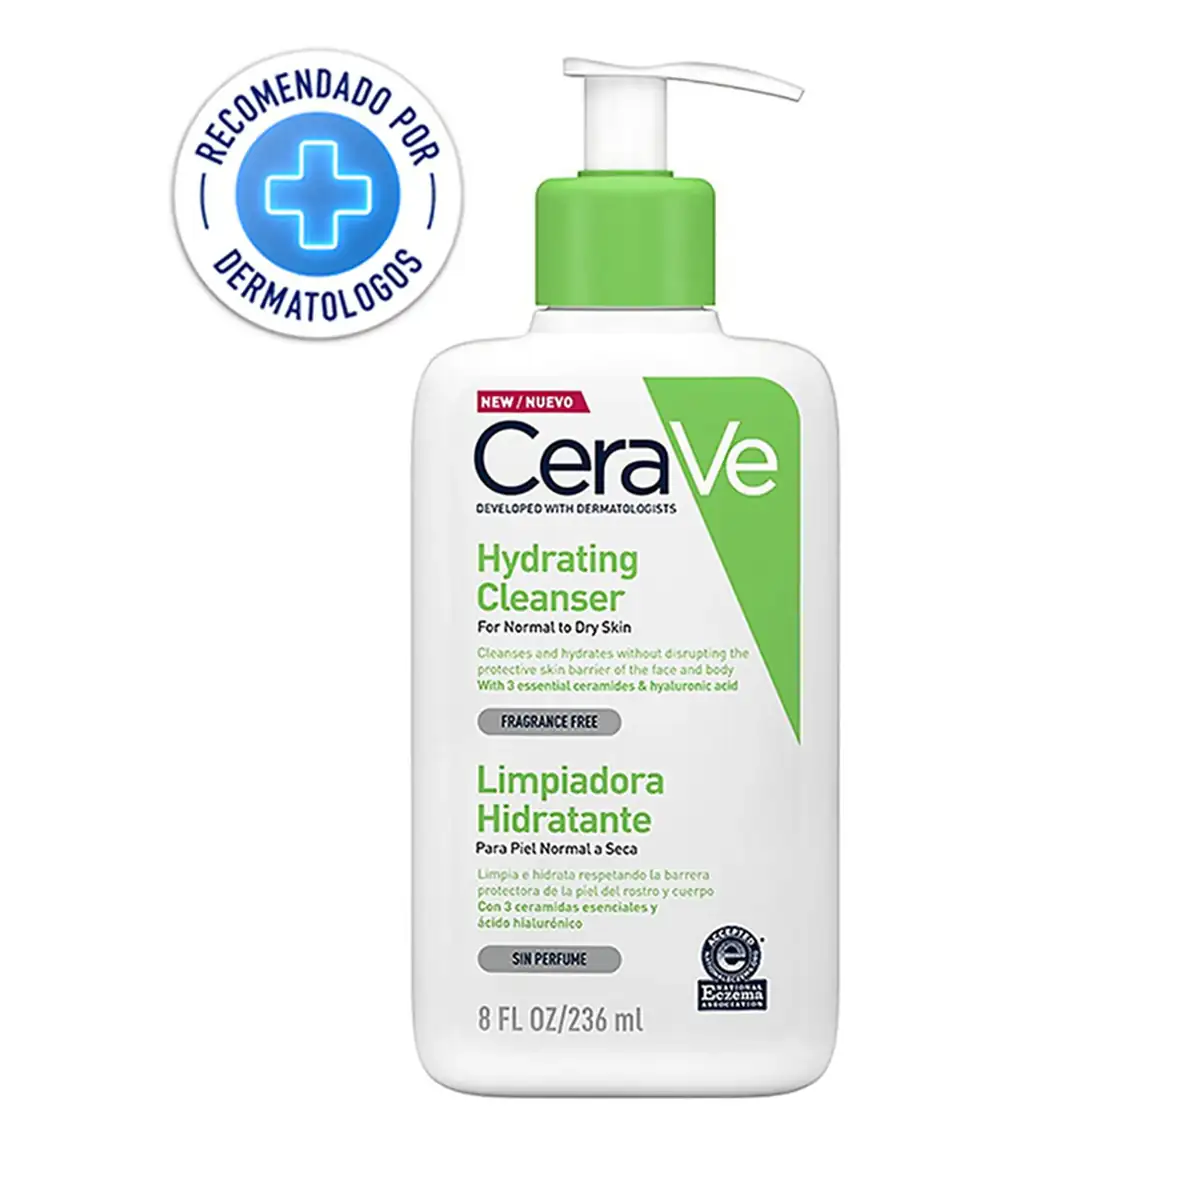 RECOMENDADO POR
DERMATOLOGOS
NEW / NUEVO
CeraVe
DEVELOPED WITH DERMATOLOGISTS
Hydrating
Cleanser
For Normal to Dry Skin
Cleanses and hydrates without disrupting the
protective skin barrier of the face and body
With 3 essential ceramides & hyaluronic acid
FRAGRANCE FREE
Limpiadora
Hidratante
Para Piel Normal a Seca
Limpia e hidrata respetando la barrera
protectora de la piel del rostro y cuerpo
Con 3 ceramidas esenciales y
ácido hialurónico
SIN PERFUME
ACCEPTED
e
NATIONAL
Eczema
ASSOCIATION
8 FL OZ/236 ml